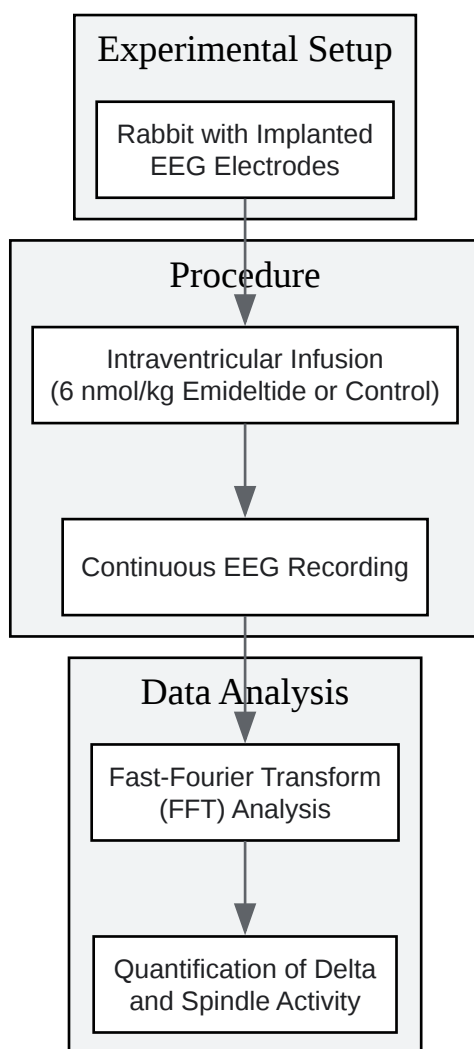 Experimental Setup
Rabbit with Implanted
EEG Electrodes
Procedure
Intraventricular Infusion
(6 nmol/kg Emideltide or Control)
Continuous EEG Recording
Data Analysis
Fast-Fourier Transform
(FFT) Analysis
Quantification of Delta
and Spindle Activity